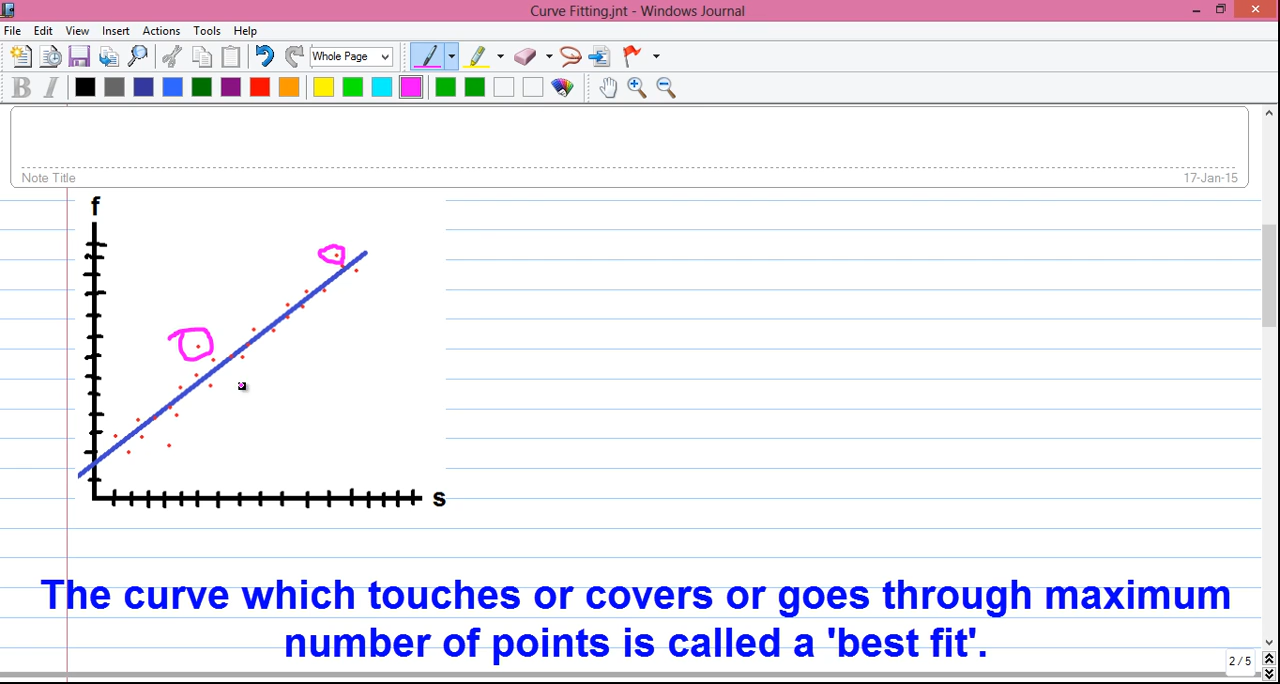 Curve Fitting.jnt - Windows Journal
File Edit View Insert Actions Tools Help
Whole Page
B I
Note Title
17-Jan-15
f
s
The curve which touches or covers or goes through maximum
number of points is called a 'best fit'.
2 / 5